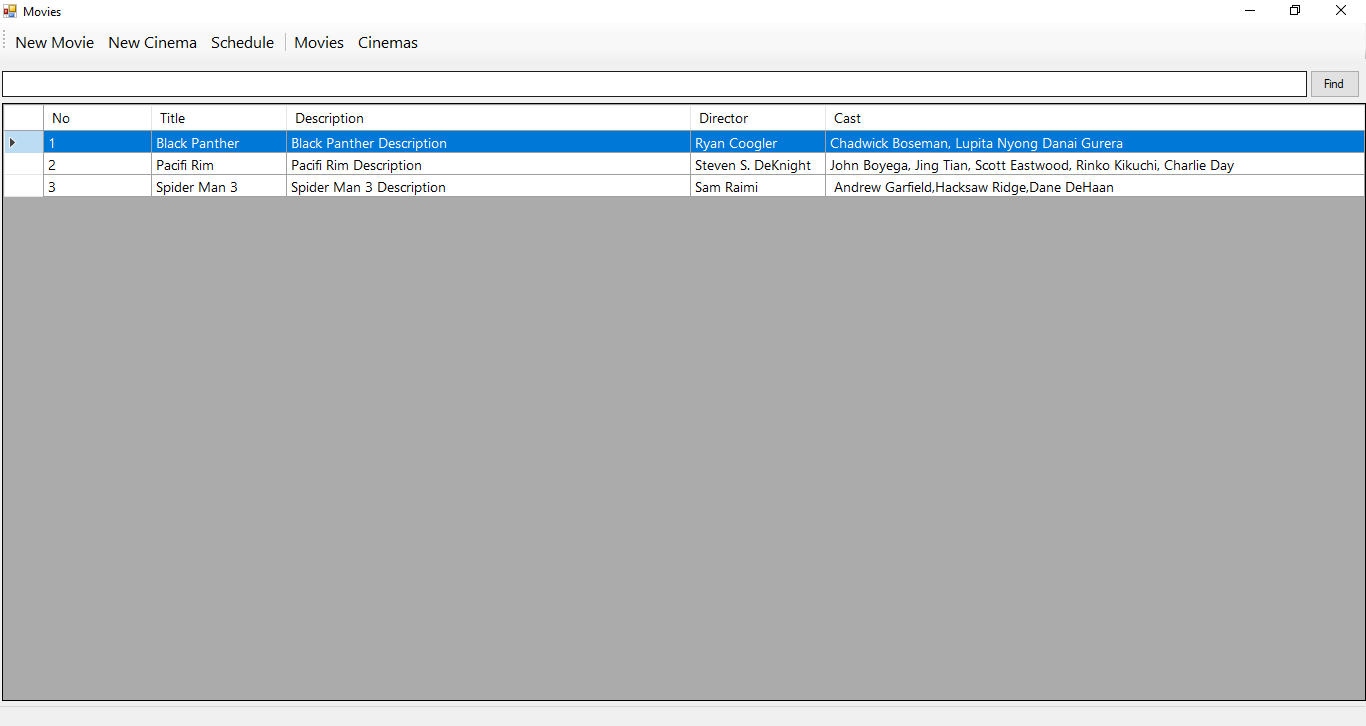 Movies
New Movie New Cinema Schedule Movies Cinemas
Find
No Title Description Director Cast
1 Black Panther Black Panther Description Ryan Coogler Chadwick Boseman, Lupita Nyong Danai Gurera
2 Pacifi Rim Pacifi Rim Description Steven S. DeKnight John Boyega, Jing Tian, Scott Eastwood, Rinko Kikuchi, Charlie Day
3 Spider Man 3 Spider Man 3 Description Sam Raimi Andrew Garfield,Hacksaw Ridge,Dane DeHaan